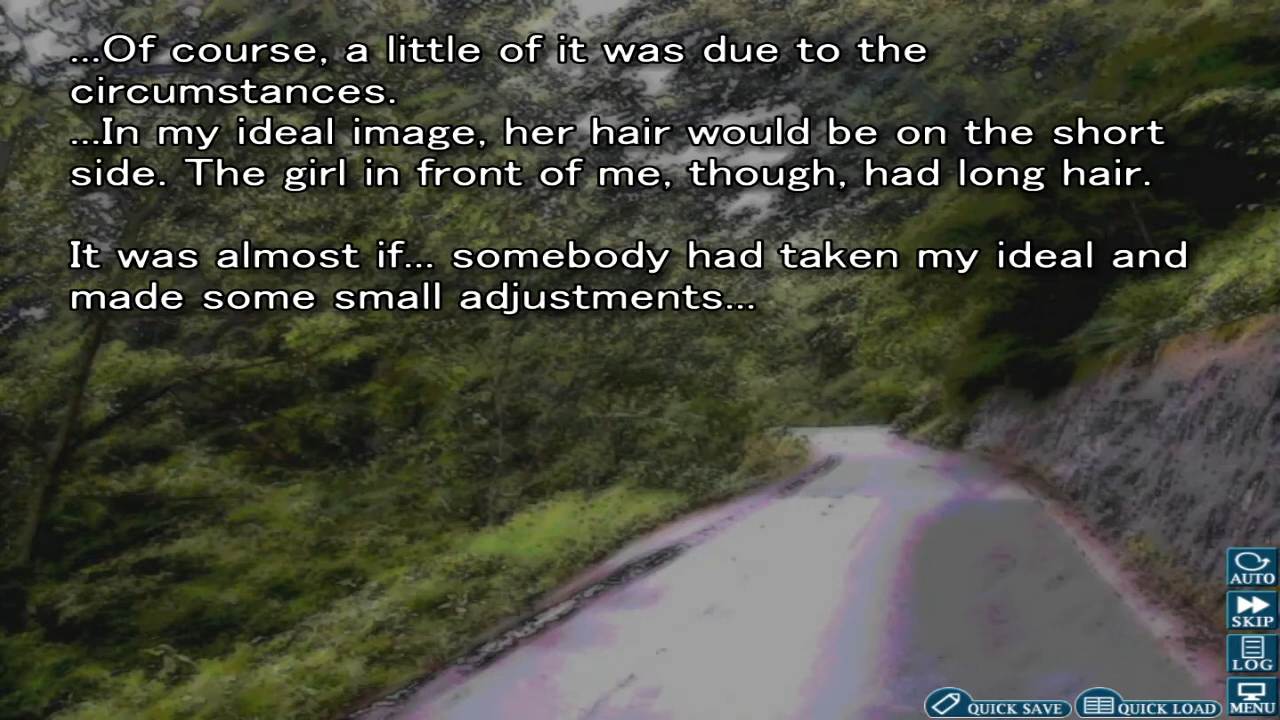 ...Of course, a little of it was due to the
circumstances.
...In my ideal image, her hair would be on the short
side. The girl in front of me, though, had long hair.
It was almost if... somebody had taken my ideal and
made some small adjustments...
AUTO
SKIP
LOG
QUICK SAVE
QUICK LOAD
MENU